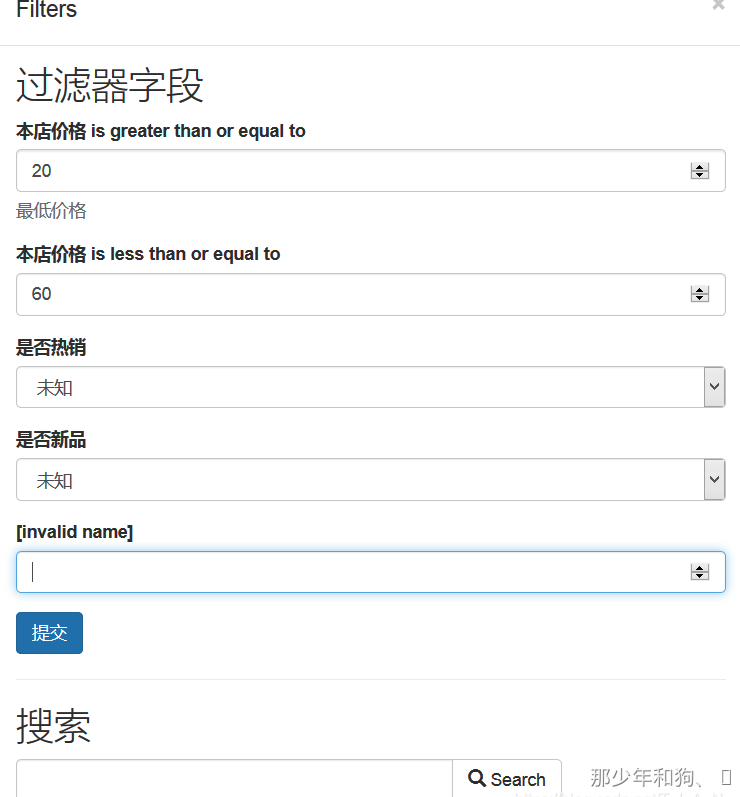 Filters
过滤器字段
本店价格 is greater than or equal to
20
最低价格
本店价格 is less than or equal to
60
是否热销
未知
是否新品
未知
[invalid name]
提交
搜索
Search
那少年和狗、